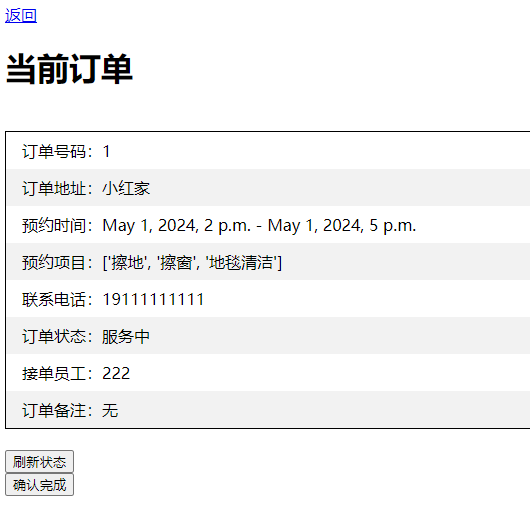 返回
当前订单
订单号码：1
订单地址：小红家
预约时间：May 1, 2024, 2 p.m. - May 1, 2024, 5 p.m.
预约项目：['擦地', '擦窗', '地毯清洁']
联系电话：19111111111
订单状态：服务中
接单员工：222
订单备注：无
刷新状态
确认完成